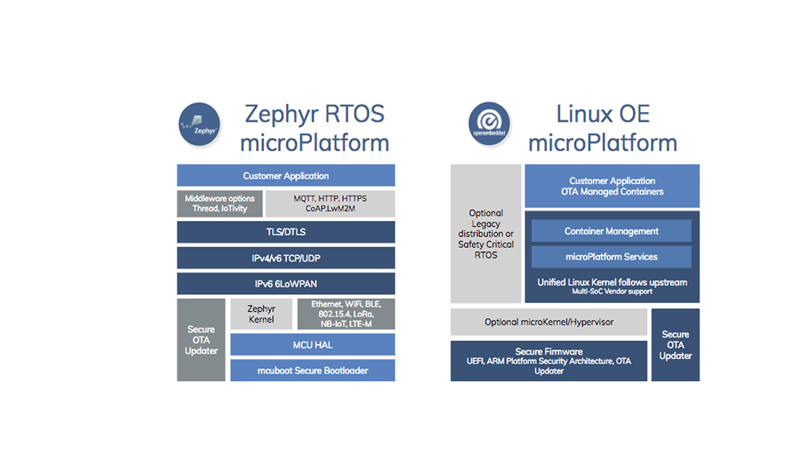 Zephyr
Zephyr RTOS
microPlatform
Customer Application
Middleware options
Thread, IoTivity
MQTT, HTTP, HTTPS
CoAP,LwM2M
TLS/DTLS
IPv4/v6 TCP/UDP
IPv6 6LoWPAN
Secure
OTA
Updater
Zephyr
Kernel
Ethernet, WiFi, BLE,
802.15.4, LoRa,
NB-IoT, LTE-M
MCU HAL
mcuboot Secure Bootloader
openembedded
Linux OE
microPlatform
Optional
Legacy
distribution or
Safety Critical
RTOS
Customer Application
OTA Managed Containers
Container Management
microPlatform Services
Unified Linux Kernel follows upstream
Multi-SoC Vendor support
Optional microKernel/Hypervisor
Secure Firmware
UEFI, ARM Platform Security Architecture, OTA
Updater
Secure
OTA
Updater